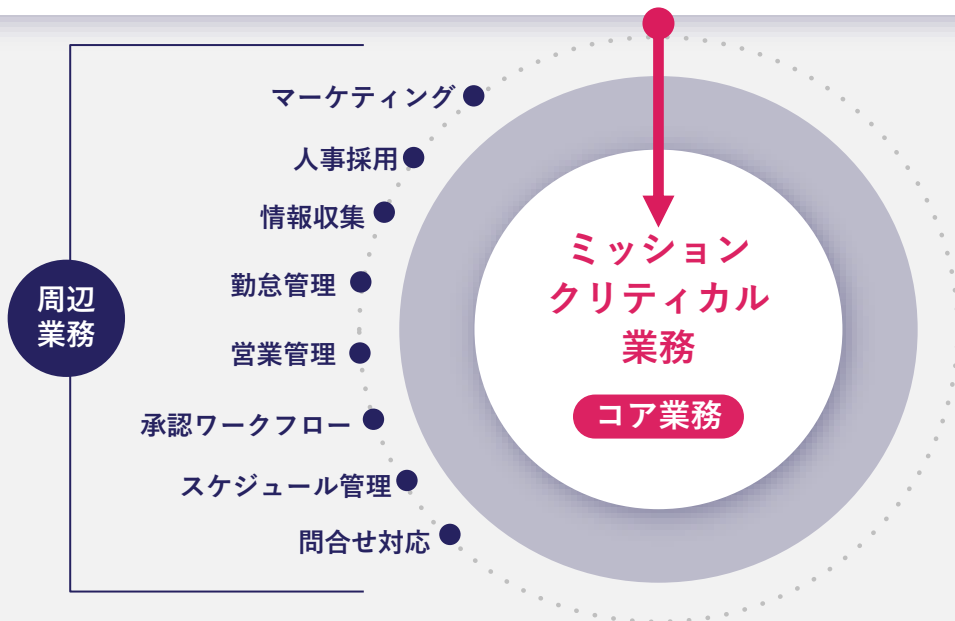 マーケティング
人事採用
情報収集
勤怠管理
営業管理
承認ワークフロー
スケジュール管理
問合せ対応
周辺
業務
ミッション
クリティカル
業務
コア業務